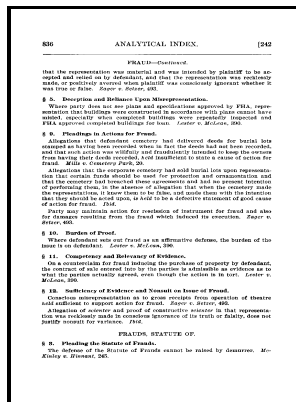 836 ANALYTICAL INDEX. [242
FRAUD—Continued.
that the representation was material and was intended by plaintiff to be ac-
cepted and relied on by defendant, and that the representation was recklessly
made, or positively averred when plaintiff was consciously ignorant whether it
was true or false. Zager v. Setzer, 493.
§ 5. Deception and Reliance Upon Misrepresentation.
Where party does not see plans and specifications approved by FHA, repre-
sentation that buildings were constructed in accordance with plans cannot have
misled, especially when completed buildings were repeatedly inspected and
FHA approved completed buildings for loan. Lester v. McLean, 390.
§ 9. Pleadings in Actions for Fraud.
Allegations that defendant cemetery had delivered deeds for burial lots
stamped as having been recorded when in fact the deeds had not been recorded,
and that such action was willfully and fraudulently intended to keep the owners
from having their deeds recorded, held insufficient to state a cause of action for
fraud. Mills v. Cemetery Park, 20.
Allegations that the corporate cemetery had sold burial lots upon representa-
tion that certain funds should be used for protection and ornamentation and
that the cemetery had breached these agreements and had no present intention
of performing them, in the absence of allegation that when the cemetery made
the representations, it knew them to be false, and made them with the intention
that they should be acted upon, is held to be a defective statement of good cause
of action for fraud. Ibid.
Party may maintain action for rescission of instrument for fraud and also
for damages resulting from the fraud which induced its execution. Zager v.
Setzer, 493.
§ 10. Burden of Proof.
Where defendant sets out fraud as an affirmative defense, the burden of the
issue is on defendant. Lester v. McLean, 390.
§ 11. Competency and Relevancy of Evidence.
On a counterclaim for fraud inducing the purchase of property by defendant,
the contract of sale entered into by the parties is admissible as evidence as to
what the parties actually agreed, even though the action is in tort. Lester v.
McLean, 390.
§ 12. Sufficiency of Evidence and Nonsuit on Issue of Fraud.
Conscious misrepresentation as to gross receipts from operation of theatre
held sufficient to support action for fraud. Zager v. Setzer, 493.
Allegation of scienter and proof of constructive scienter in that representa-
tion was recklessly made in conscious ignorance of its truth or falsity, does not
justify nonsuit for variance. Ibid.
FRAUDS, STATUTE OF.
§ 3. Pleading the Statute of Frauds.
The defense of the Statute of Frauds cannot be raised by demurrer. Mc-
Kinley v. Hinnant, 245.